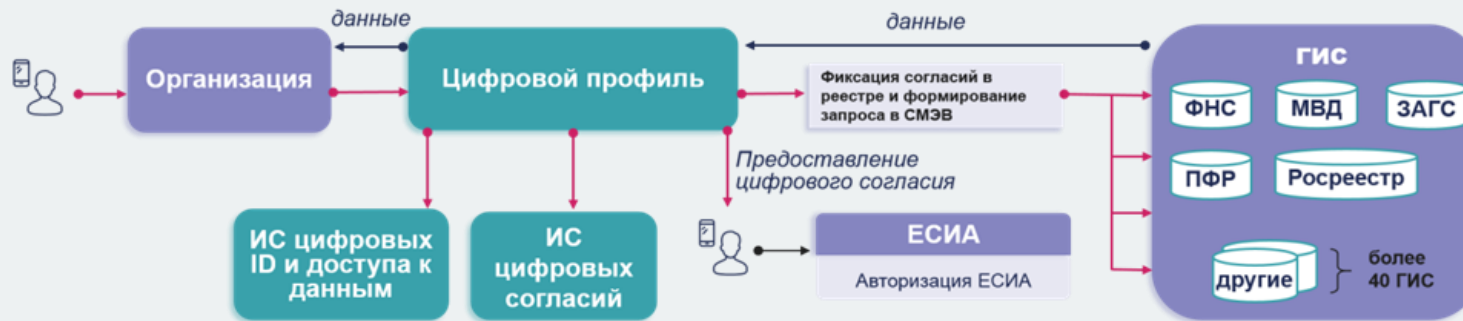 данные
данные
Организация
Цифровой профиль
Фиксация согласий в
реестре и формирование
запроса в СМЭВ
ГИС
ФНС
МВД
ЗАГС
ПФР
Росреестр
Предоставление
цифрового согласия
ИС цифровых
ID и доступа к
данным
ИС
цифровых
согласий
ЕСИА
Авторизация ЕСИА
другие
более
40 ГИС